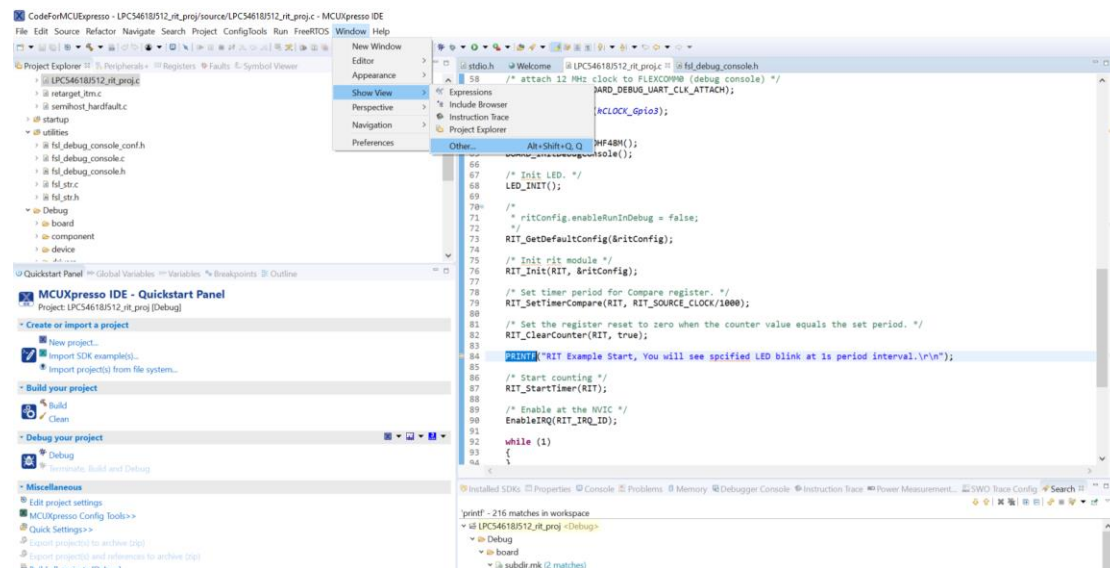 CodeForMCUExpresso - LPC54618J512_rit_proj/source/LPC54618J512_rit_proj.c - MCUXpresso IDE
File Edit Source Refactor Navigate Search Project ConfigTools Run FreeRTOS Window Help
New Window
Editor
Appearance
Show View
Perspective
Navigation
Preferences
Expressions
Include Browser
Instruction Trace
Project Explorer
Other... Alt+Shift+Q, Q
Project Explorer Peripherals+ Registers Faults Symbol Viewer
LPC54618J512_rit_proj.c
retarget_itm.c
semihost_hardfault.c
startup
utilities
fsl_debug_console_conf.h
fsl_debug_console.c
fsl_debug_console.h
fsl_str.c
fsl_str.h
Debug
board
component
device
stdio.h Welcome LPC54618J512_rit_proj.c fsl_debug_console.h
58 /* attach 12 MHz clock to FLEXCOMM0 (debug console) */
ARD_DEBUG_UART_CLK_ATTACH);
(kCLOCK_Gpio3);
OHF48M();
66
67 /* Init LED. */
68 LED_INIT();
69
70 /*
71 * ritConfig.enableRunInDebug = false;
72 */
73 RIT_GetDefaultConfig(&ritConfig);
74
75 /* Init rit module */
76 RIT_Init(RIT, &ritConfig);
77
78 /* Set timer period for Compare register. */
79 RIT_SetTimerCompare(RIT, RIT_SOURCE_CLOCK/1000);
80
81 /* Set the register reset to zero when the counter value equals the set period. */
82 RIT_ClearCounter(RIT, true);
83
84 PRINTF("RIT Example Start, You will see spcified LED blink at 1s period interval.\r\n");
85
86 /* Start counting */
87 RIT_StartTimer(RIT);
88
89 /* Enable at the NVIC */
90 EnableIRQ(RIT_IRQ_ID);
91
92 while (1)
93 {
94 }
Quickstart Panel Global Variables Variables Breakpoints Outline
MCUXpresso IDE - Quickstart Panel
Project: LPC54618J512_rit_proj [Debug]
Create or import a project
New project...
Import SDK example(s)...
Import project(s) from file system...
Build your project
Build
Clean
Debug your project
Debug
Terminate, Build and Debug
Miscellaneous
Edit project settings
MCUXpresso Config Tools>>
Quick Settings>>
Export project(s) to archive (zip)
Export project(s) and references to archive (zip)
Installed SDKs Properties Console Problems Memory Debugger Console Instruction Trace Power Measurement... SWO Trace Config Search
'printf' - 216 matches in workspace
LPC54618J512_rit_proj <Debug>
Debug
board
subdir.mk (2 matches)